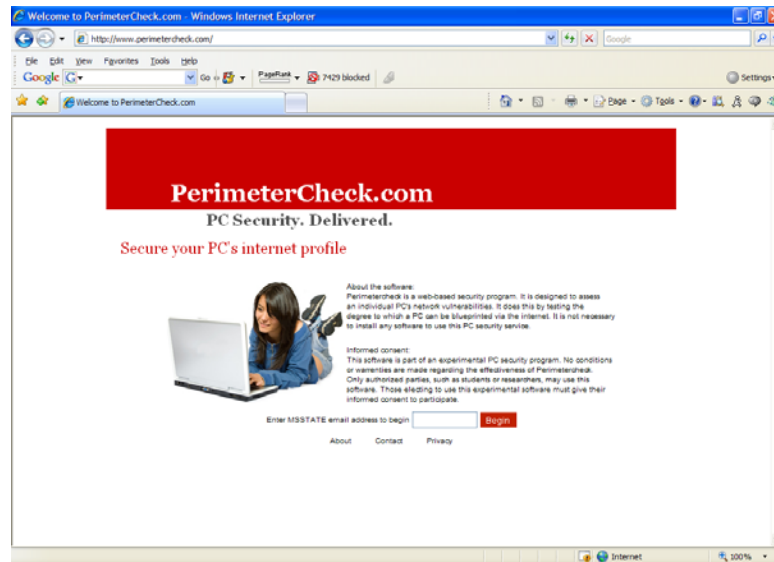 Welcome to PerimeterCheck.com - Windows Internet Explorer
http://www.perimetercheck.com/
Google
File Edit View Favorites Tools Help
Google G Go PageRank 7429 blocked Settings
Welcome to PerimeterCheck.com Page Tools
PerimeterCheck.com
PC Security. Delivered.
Secure your PC's internet profile
About the software:
Perimetercheck is a web-based security program. It is designed to assess
an individual PC's network vulnerabilities. It does this by testing the
degree to which a PC can be blueprinted via the internet. It is not necessary
to install any software to use this PC security service.
Informed consent:
This software is part of an experimental PC security program. No conditions
or warrenties are made regarding the effectiveness of Perimetercheck.
Only authorized parties, such as students or researchers, may use this
software. Those electing to use this experimental software must give their
informed consent to participate.
Enter MSSTATE email address to begin Begin
About Contact Privacy
Internet 100%